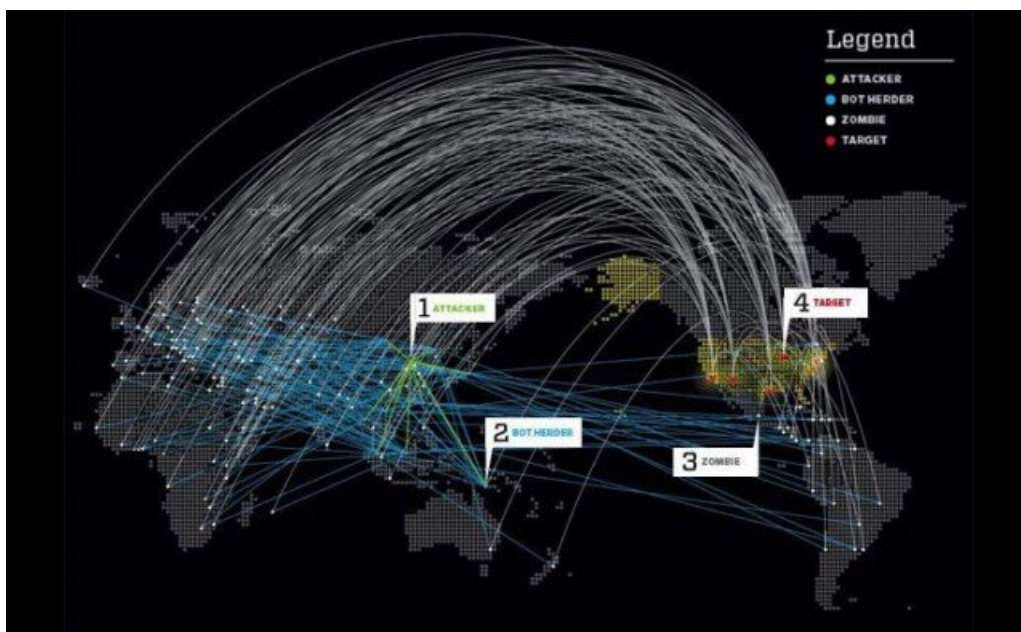 Legend
ATTACKER
BOT HERDER
ZOMBIE
TARGET
1 ATTACKER
4 TARGET
2 BOT HERDER
3 ZOMBIE